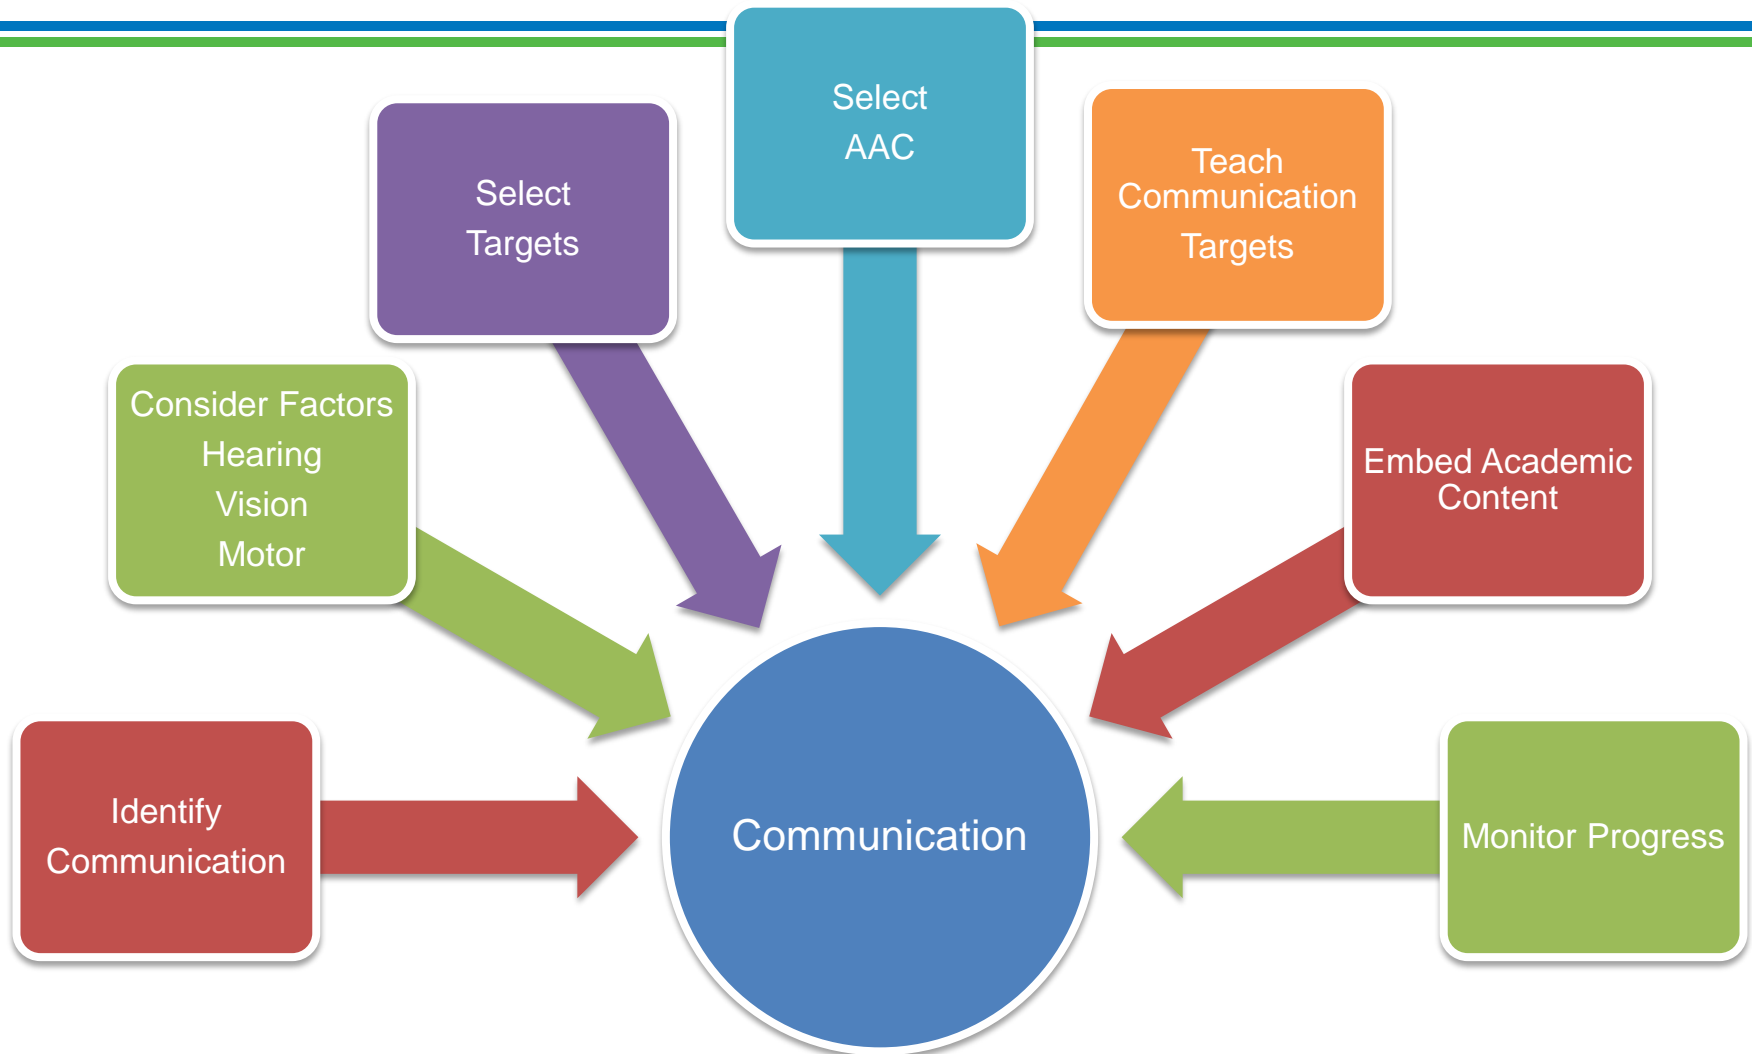 Identify
Communication
Consider Factors
Hearing
Vision
Motor
Select
Targets
Select
AAC
Teach
Communication
Targets
Embed Academic
Content
Monitor Progress
Communication